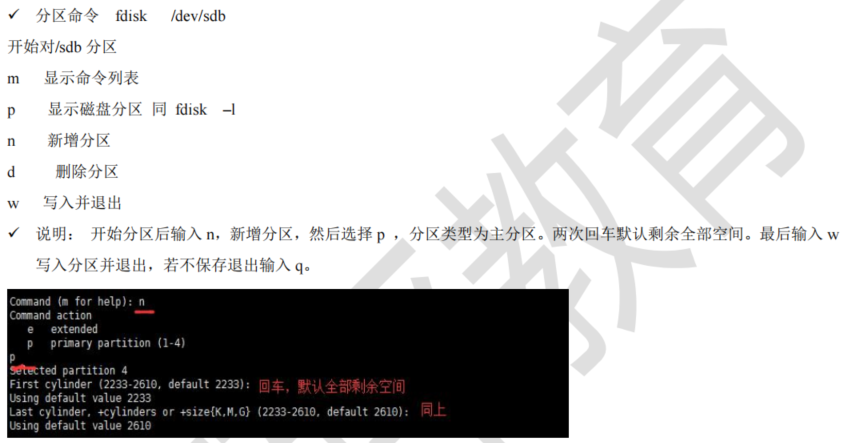 ✓ 分区命令 fdisk /dev/sdb
开始对/sdb 分区
m 显示命令列表
p 显示磁盘分区 同 fdisk –l
n 新增分区
d 删除分区
w 写入并退出
✓ 说明： 开始分区后输入 n，新增分区，然后选择 p ，分区类型为主分区。两次回车默认剩余全部空间。最后输入 w
写入分区并退出，若不保存退出输入 q。
Command (m for help): n
Command action
e extended
p primary partition (1-4)
p
Selected partition 4
First cylinder (2233-2610, default 2233): 回车，默认全部剩余空间
Using default value 2233
Last cylinder, +cylinders or +size{K,M,G} (2233-2610, default 2610): 同上
Using default value 2610
教育